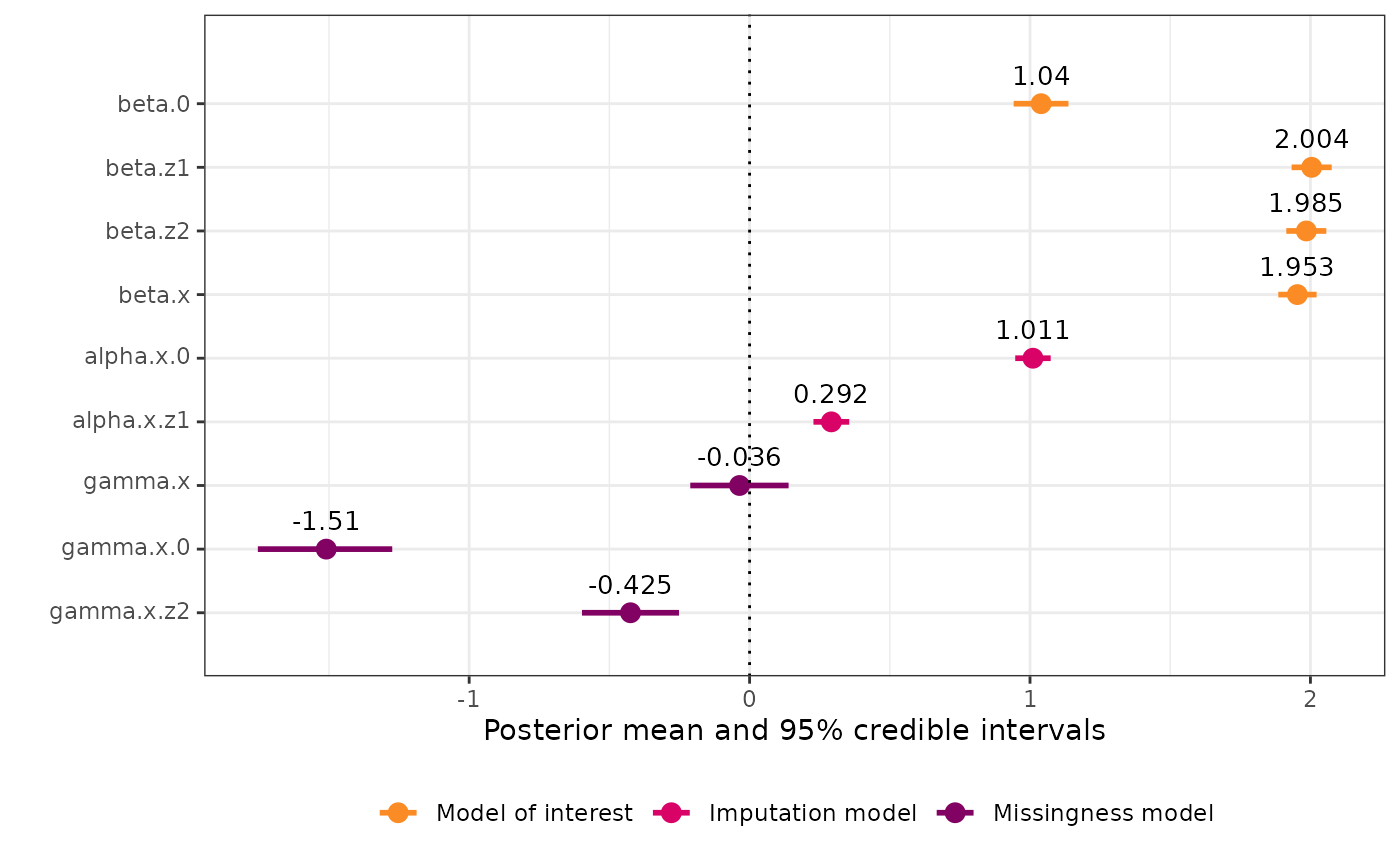 beta.0
1.04
beta.z1
2.004
beta.z2
1.985
beta.x
1.953
alpha.x.0
1.011
alpha.x.z1
0.292
gamma.x
-0.036
gamma.x.0
-1.51
gamma.x.z2
-0.425
-1 0 1 2
Posterior mean and 95% credible intervals
Model of interest Imputation model Missingness model